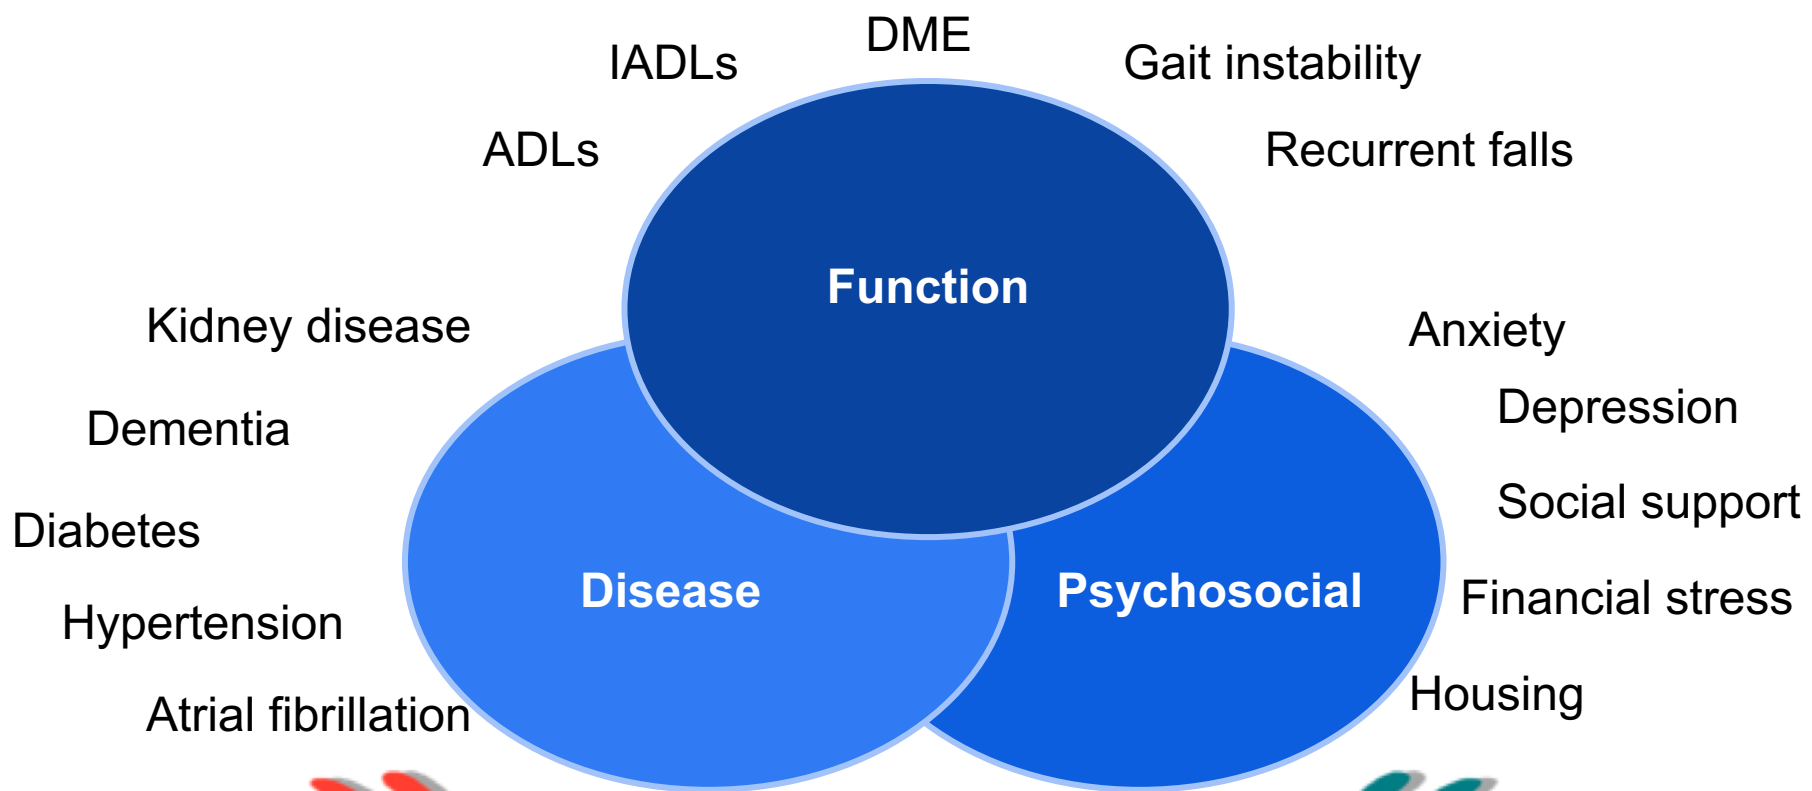 DME
IADLs
Gait instability
ADLs
Recurrent falls
Function
Kidney disease
Anxiety
Dementia
Depression
Diabetes
Social support
Disease
Psychosocial
Hypertension
Financial stress
Atrial fibrillation
Housing